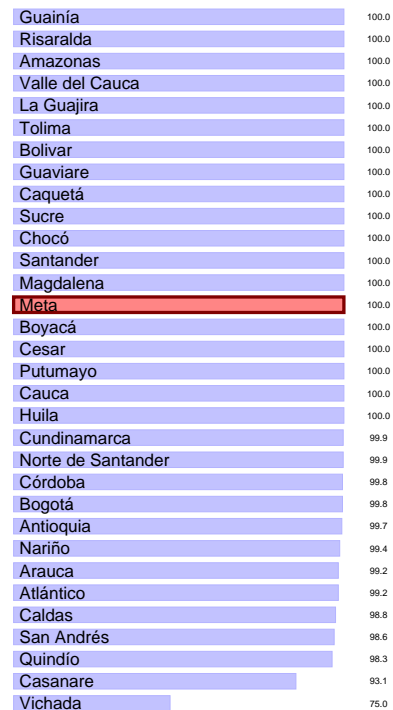 Guainía 100.0
Risaralda 100.0
Amazonas 100.0
Valle del Cauca 100.0
La Guajira 100.0
Tolima 100.0
Bolivar 100.0
Guaviare 100.0
Caquetá 100.0
Sucre 100.0
Chocó 100.0
Santander 100.0
Magdalena 100.0
Meta 100.0
Boyacá 100.0
Cesar 100.0
Putumayo 100.0
Cauca 100.0
Huila 100.0
Cundinamarca 99.9
Norte de Santander 99.9
Córdoba 99.8
Bogotá 99.8
Antioquia 99.7
Nariño 99.4
Arauca 99.2
Atlántico 99.2
Caldas 98.8
San Andrés 98.6
Quindío 98.3
Casanare 93.1
Vichada 75.0